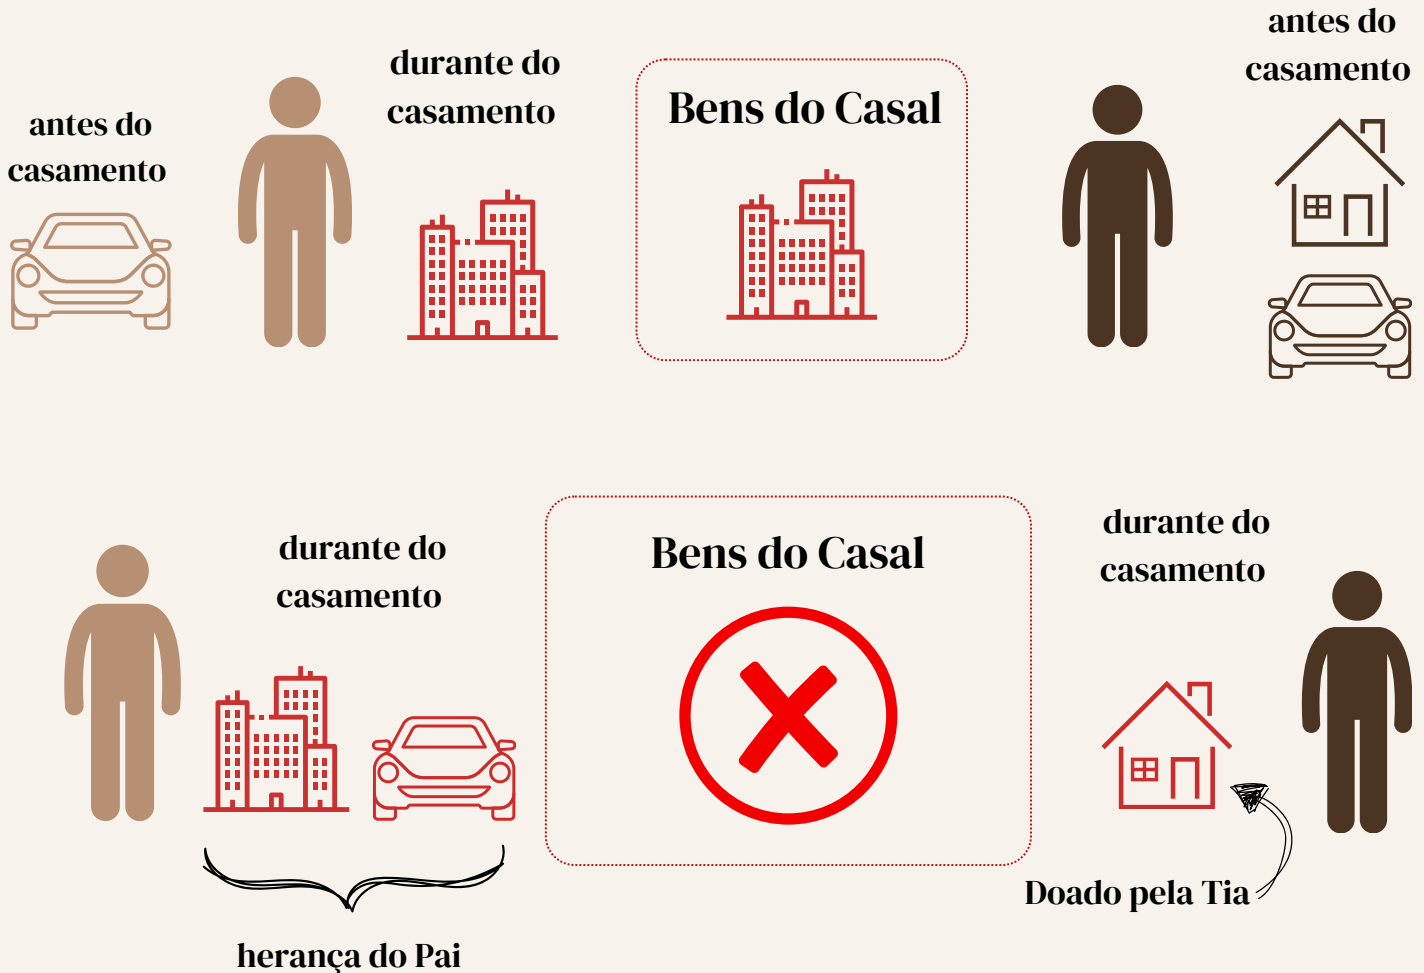 antes do
casamento
durante do
casamento
Bens do Casal
antes do
casamento
durante do
casamento
Bens do Casal
durante do
casamento
herança do Pai
Doado pela Tia